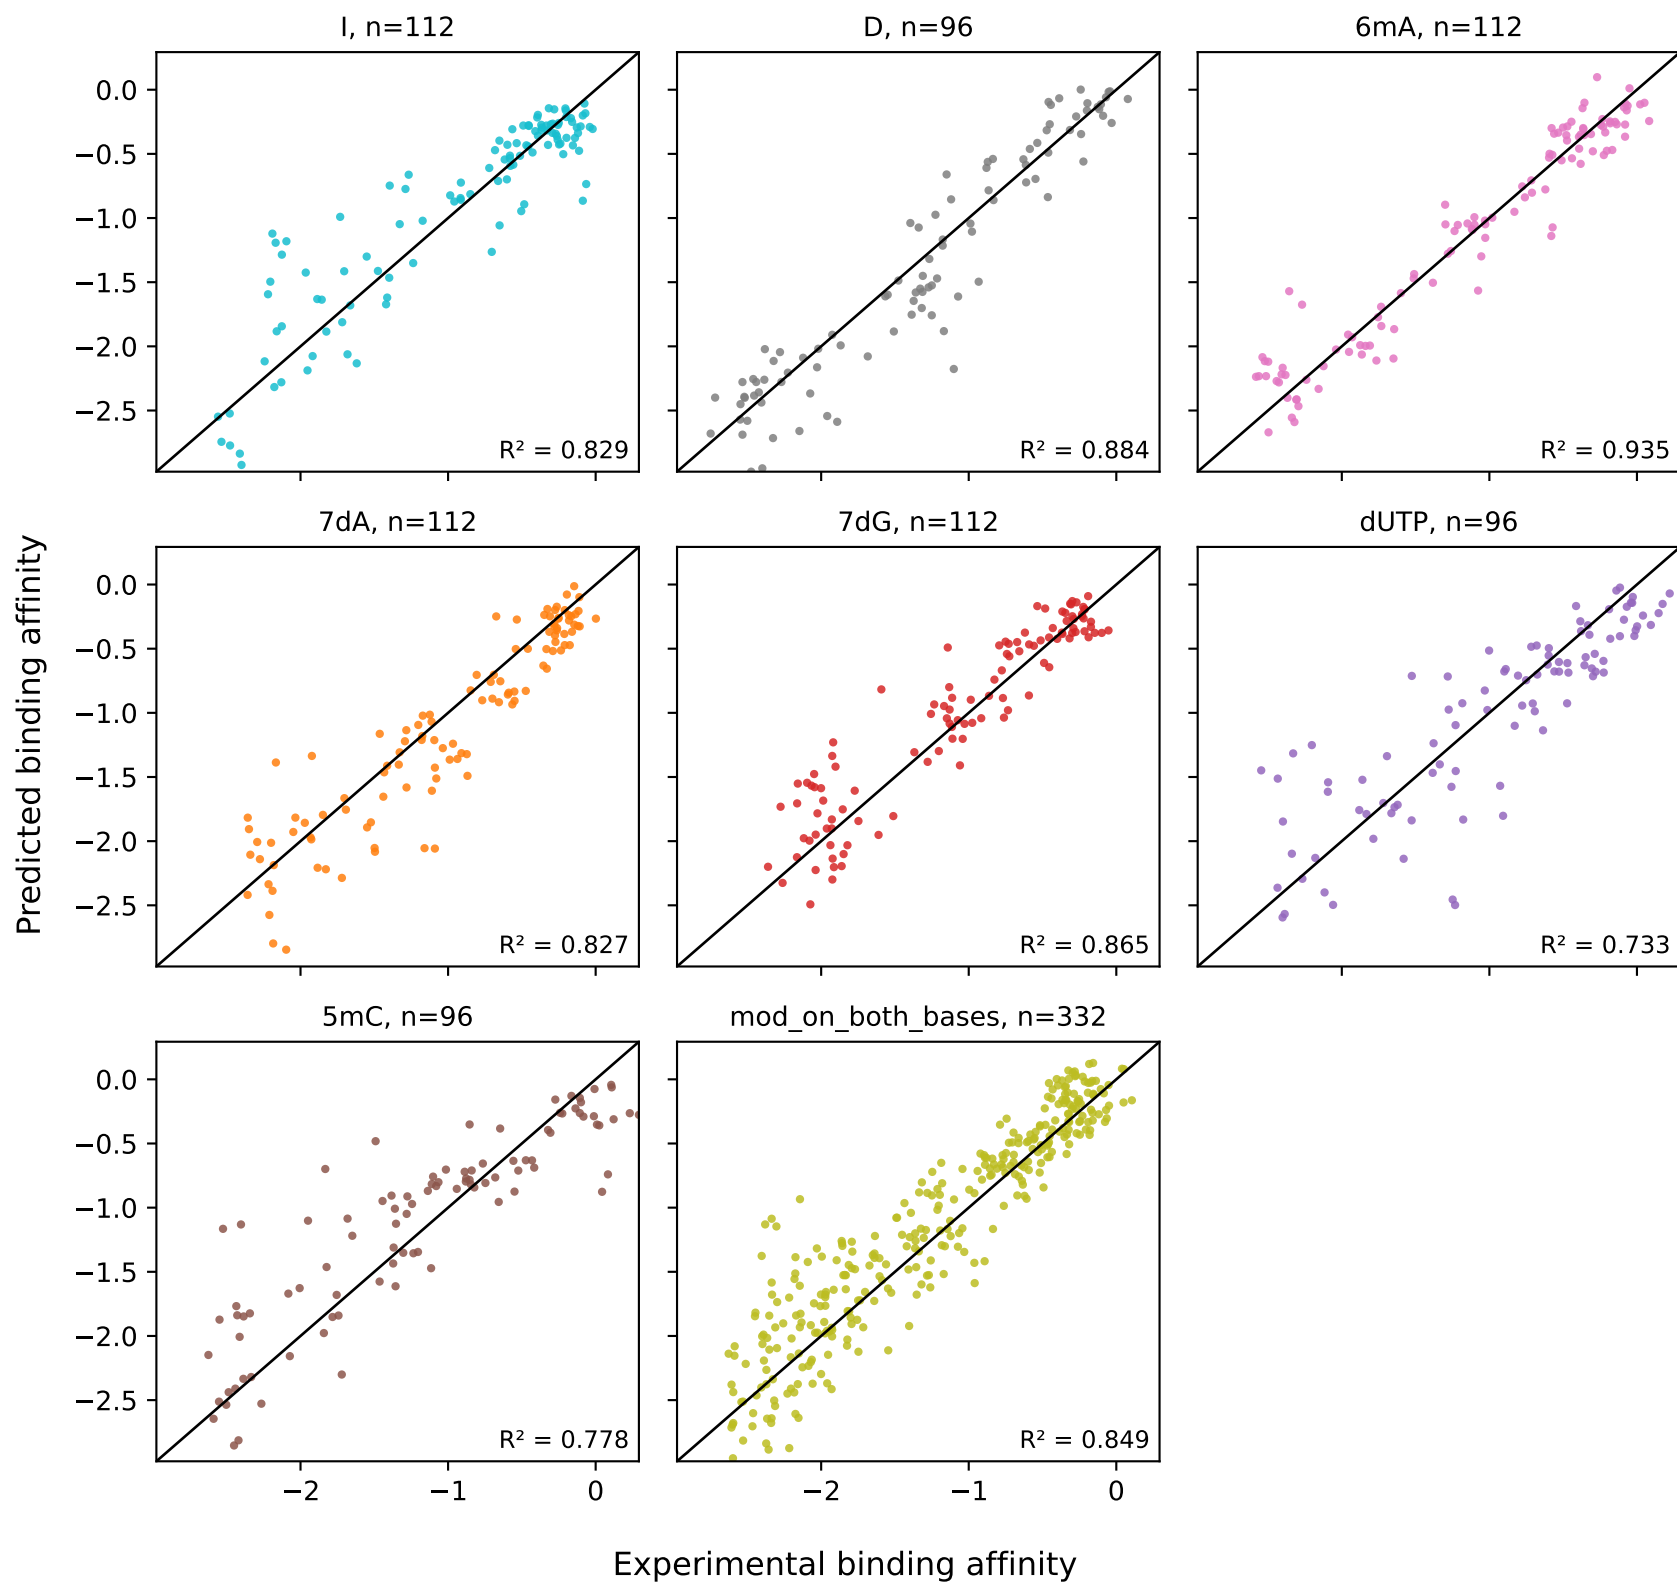 I, n=112
D, n=96
6mA, n=112
0.0
−0.5
−1.0
−1.5
−2.0
−2.5
R² = 0.829
R² = 0.884
R² = 0.935
7dA, n=112
7dG, n=112
dUTP, n=96
Predicted binding affinity
0.0
−0.5
−1.0
−1.5
−2.0
−2.5
R² = 0.827
R² = 0.865
R² = 0.733
5mC, n=96
mod_on_both_bases, n=332
0.0
−0.5
−1.0
−1.5
−2.0
−2.5
R² = 0.778
R² = 0.849
−2 −1 0
−2 −1 0
Experimental binding affinity